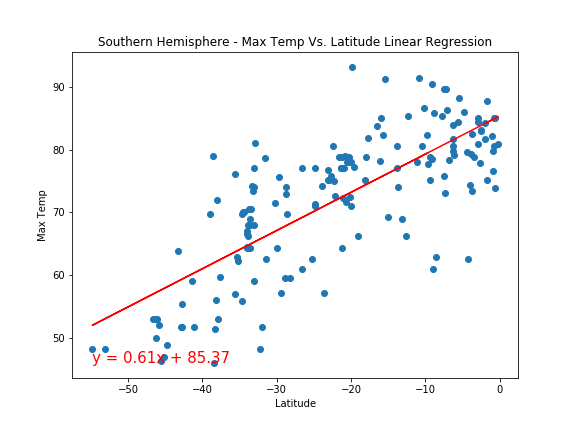 Southern Hemisphere - Max Temp Vs. Latitude Linear Regression
Max Temp
90
80
70
60
50
y = 0.61x + 85.37
−50
−40
−30
−20
−10
0
Latitude